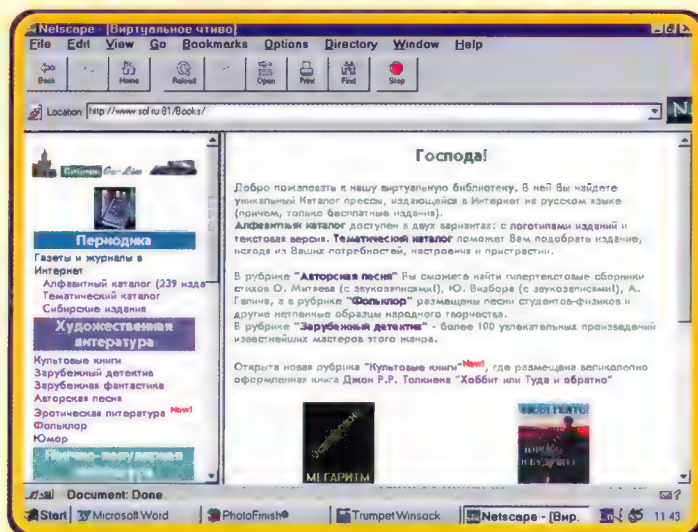 Netscape - [Виртуальное чтиво]
File Edit View Go Bookmarks Options Directory Window Help
Back Home Reload Open Print Find Stop
Location: http://www.sol.ru:81/Books/
N
Периодика
Газеты и журналы в
Интернет
Алфавитный каталог (239 изда
Тематический каталог
Сибирские издания
Художественная
литература
Культовые книги
Зарубежный детектив
Зарубежная фантастика
Авторская песня
Эротическая литература New!
Фольклор
Юмор
Научно-популярная
Господа!
Добро пожаловать в нашу виртуальную библиотеку. В ней Вы найдете
уникальный Каталог прессы, издающейся в Интернет на русском языке
(причем, только бесплатные издания).
Алфавитный каталог доступен в двух вариантах: с логотипами изданий и
текстовая версия. Тематический каталог поможет Вам подобрать издание,
исходя из Ваших потребностей, настроения и пристрастий.
В рубрике "Авторская песня" Вы сможете найти гипертекстовые сборники
стихов О. Митяева (с звукозаписями!), Ю. Визбора (с звукозаписями!), А.
Галича, а в рубрике "Фольклор" размещены песни студентов-физиков и
другие нетленные образцы народного творчества.
В рубрике "Зарубежный детектив" - более 100 увлекательных произведений
известнейших мастеров этого жанра.
Открыта новая рубрика "Культовые книги" New!, где размещена великолепно
оформленная книга Джон Р.Р. Толкиена "Хоббит или Туда и обратно"
МЕГАРИТМ
Document: Done
Start Microsoft Word PhotoFinish® Trumpet Winsock Netscape - [Вир. 11:43